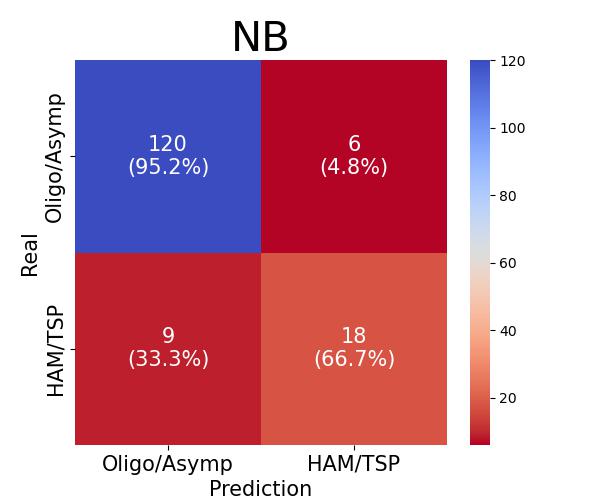 NB
Real
Oligo/Asymp
HAM/TSP
120
(95.2%)
6
(4.8%)
9
(33.3%)
18
(66.7%)
Oligo/Asymp
HAM/TSP
Prediction
120
100
80
60
40
20